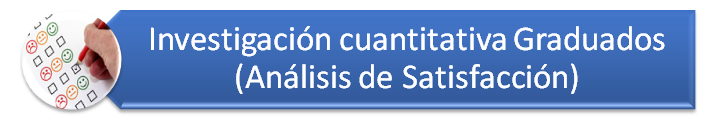 Investigación cuantitativa Graduados
(Análisis de Satisfacción)